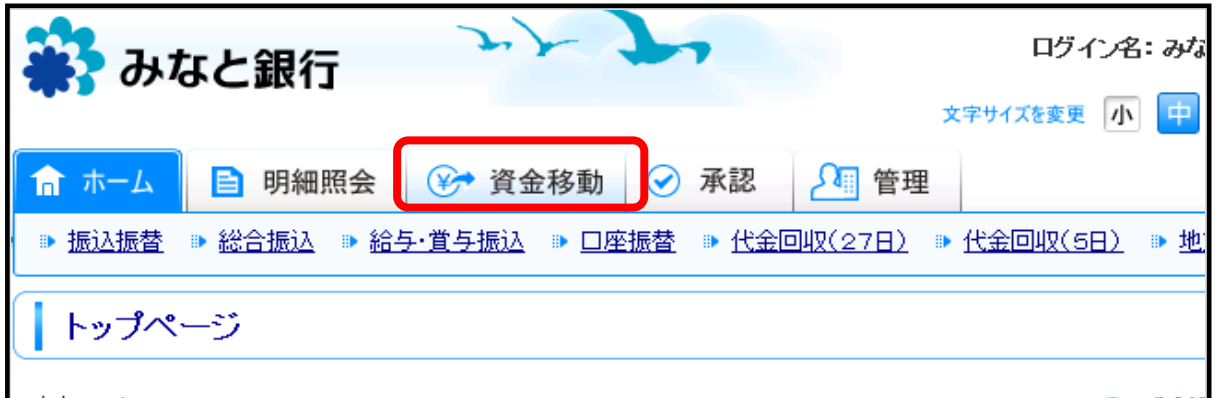 みなと銀行
ログイン名: みな
文字サイズを変更 小 中
ホーム 明細照会 資金移動 承認 管理
振込振替 総合振込 給与・賞与振込 口座振替 代金回収(27日) 代金回収(5日) 地
トップページ